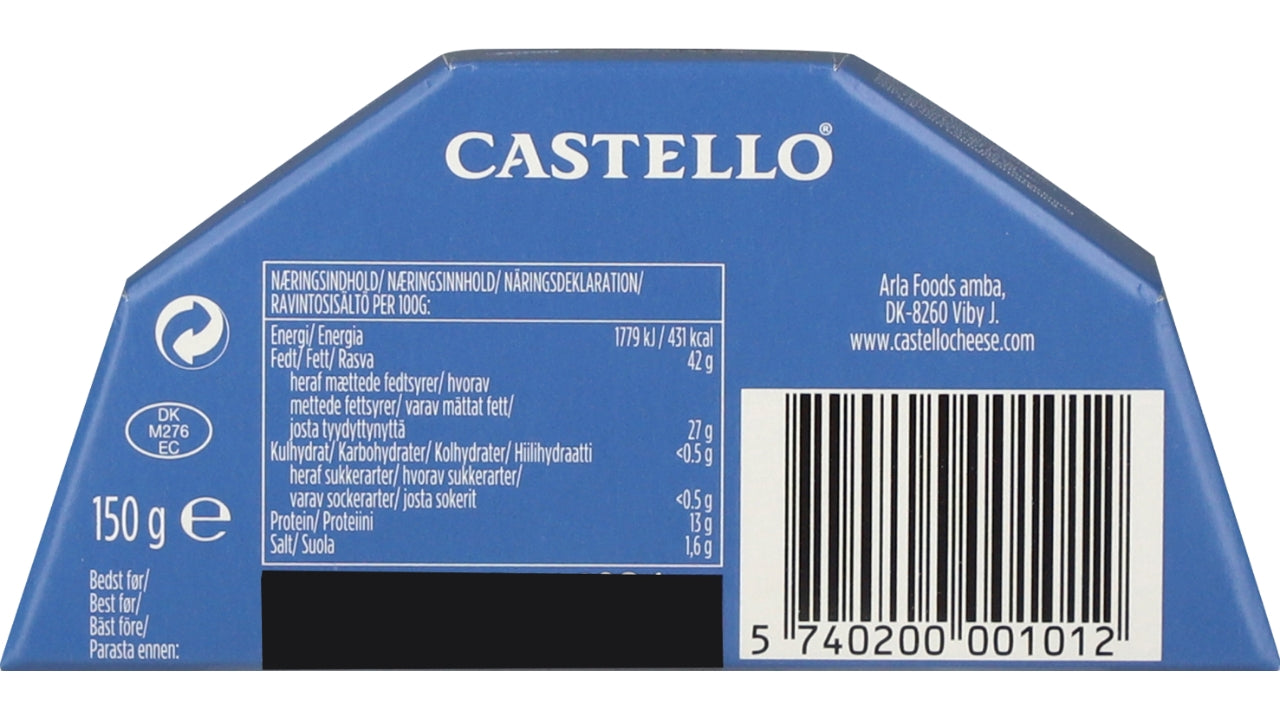 CASTELLO®
NÆRINGSINDHOLD/ NÆRINGSINNHOLD/ NÄRINGSDEKLARATION/
RAVINTOSISÄLTÖ PER 100G:
Energi/ Energia 1779 kJ / 431 kcal
Fedt/ Fett/ Rasva 42 g
heraf mættede fedtsyrer/ hvorav
mettede fettsyrer/ varav mättat fett/
josta tyydyttynyttä 27 g
Kulhydrat/ Karbohydrater/ Kolhydrater/ Hiilihydraatti <0.5 g
heraf sukkerarter/ hvorav sukkerarter/
varav sockerarter/ josta sokerit <0.5 g
Protein/ Proteiini 13 g
Salt/ Suola 1,6 g
DK
M276
EC
150 g ℮
Bedst før/
Best før/
Bäst före/
Parasta ennen:
Arla Foods amba,
DK-8260 Viby J.
www.castellocheese.com
5 740200 001012